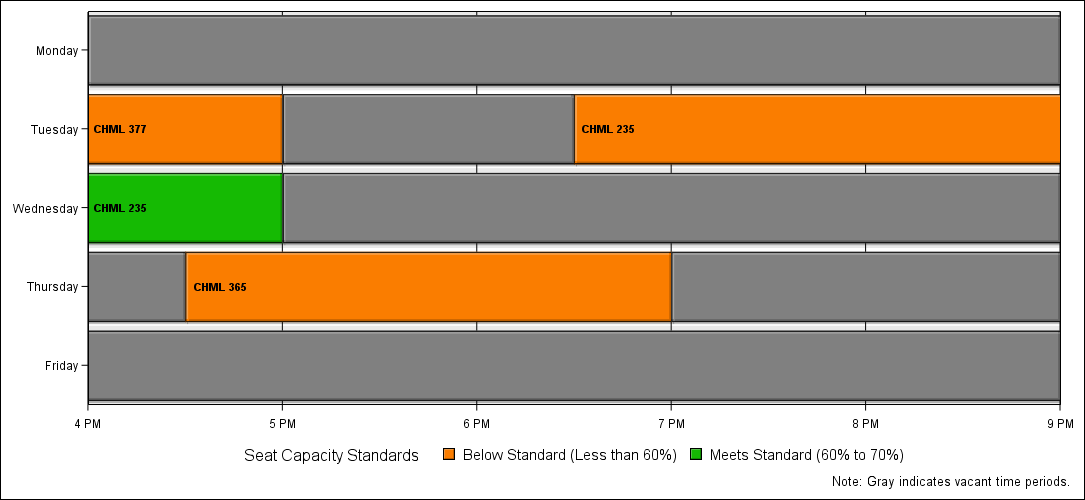 Monday
Tuesday
CHML 377
CHML 235
Wednesday
CHML 235
Thursday
CHML 365
Friday
4 PM 5 PM 6 PM 7 PM 8 PM 9 PM
Seat Capacity Standards Below Standard (Less than 60%) Meets Standard (60% to 70%)
Note: Gray indicates vacant time periods.